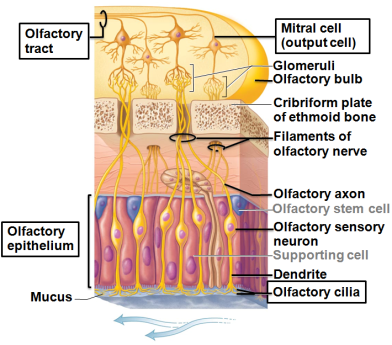 Olfactory
tract
Mitral cell
(output cell)
Glomeruli
Olfactory bulb
Cribriform plate
of ethmoid bone
Filaments of
olfactory nerve
Olfactory axon
Olfactory stem cell
Olfactory
epithelium
Olfactory sensory
neuron
Supporting cell
Dendrite
Olfactory cilia
Mucus